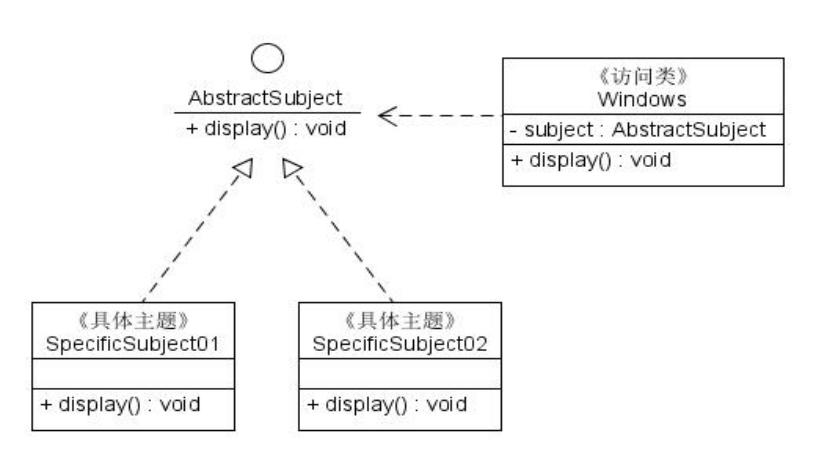 AbstractSubject
+ display() : void
《访问类》
Windows
- subject : AbstractSubject
+ display() : void
《具体主题》
SpecificSubject01
+ display() : void
《具体主题》
SpecificSubject02
+ display() : void